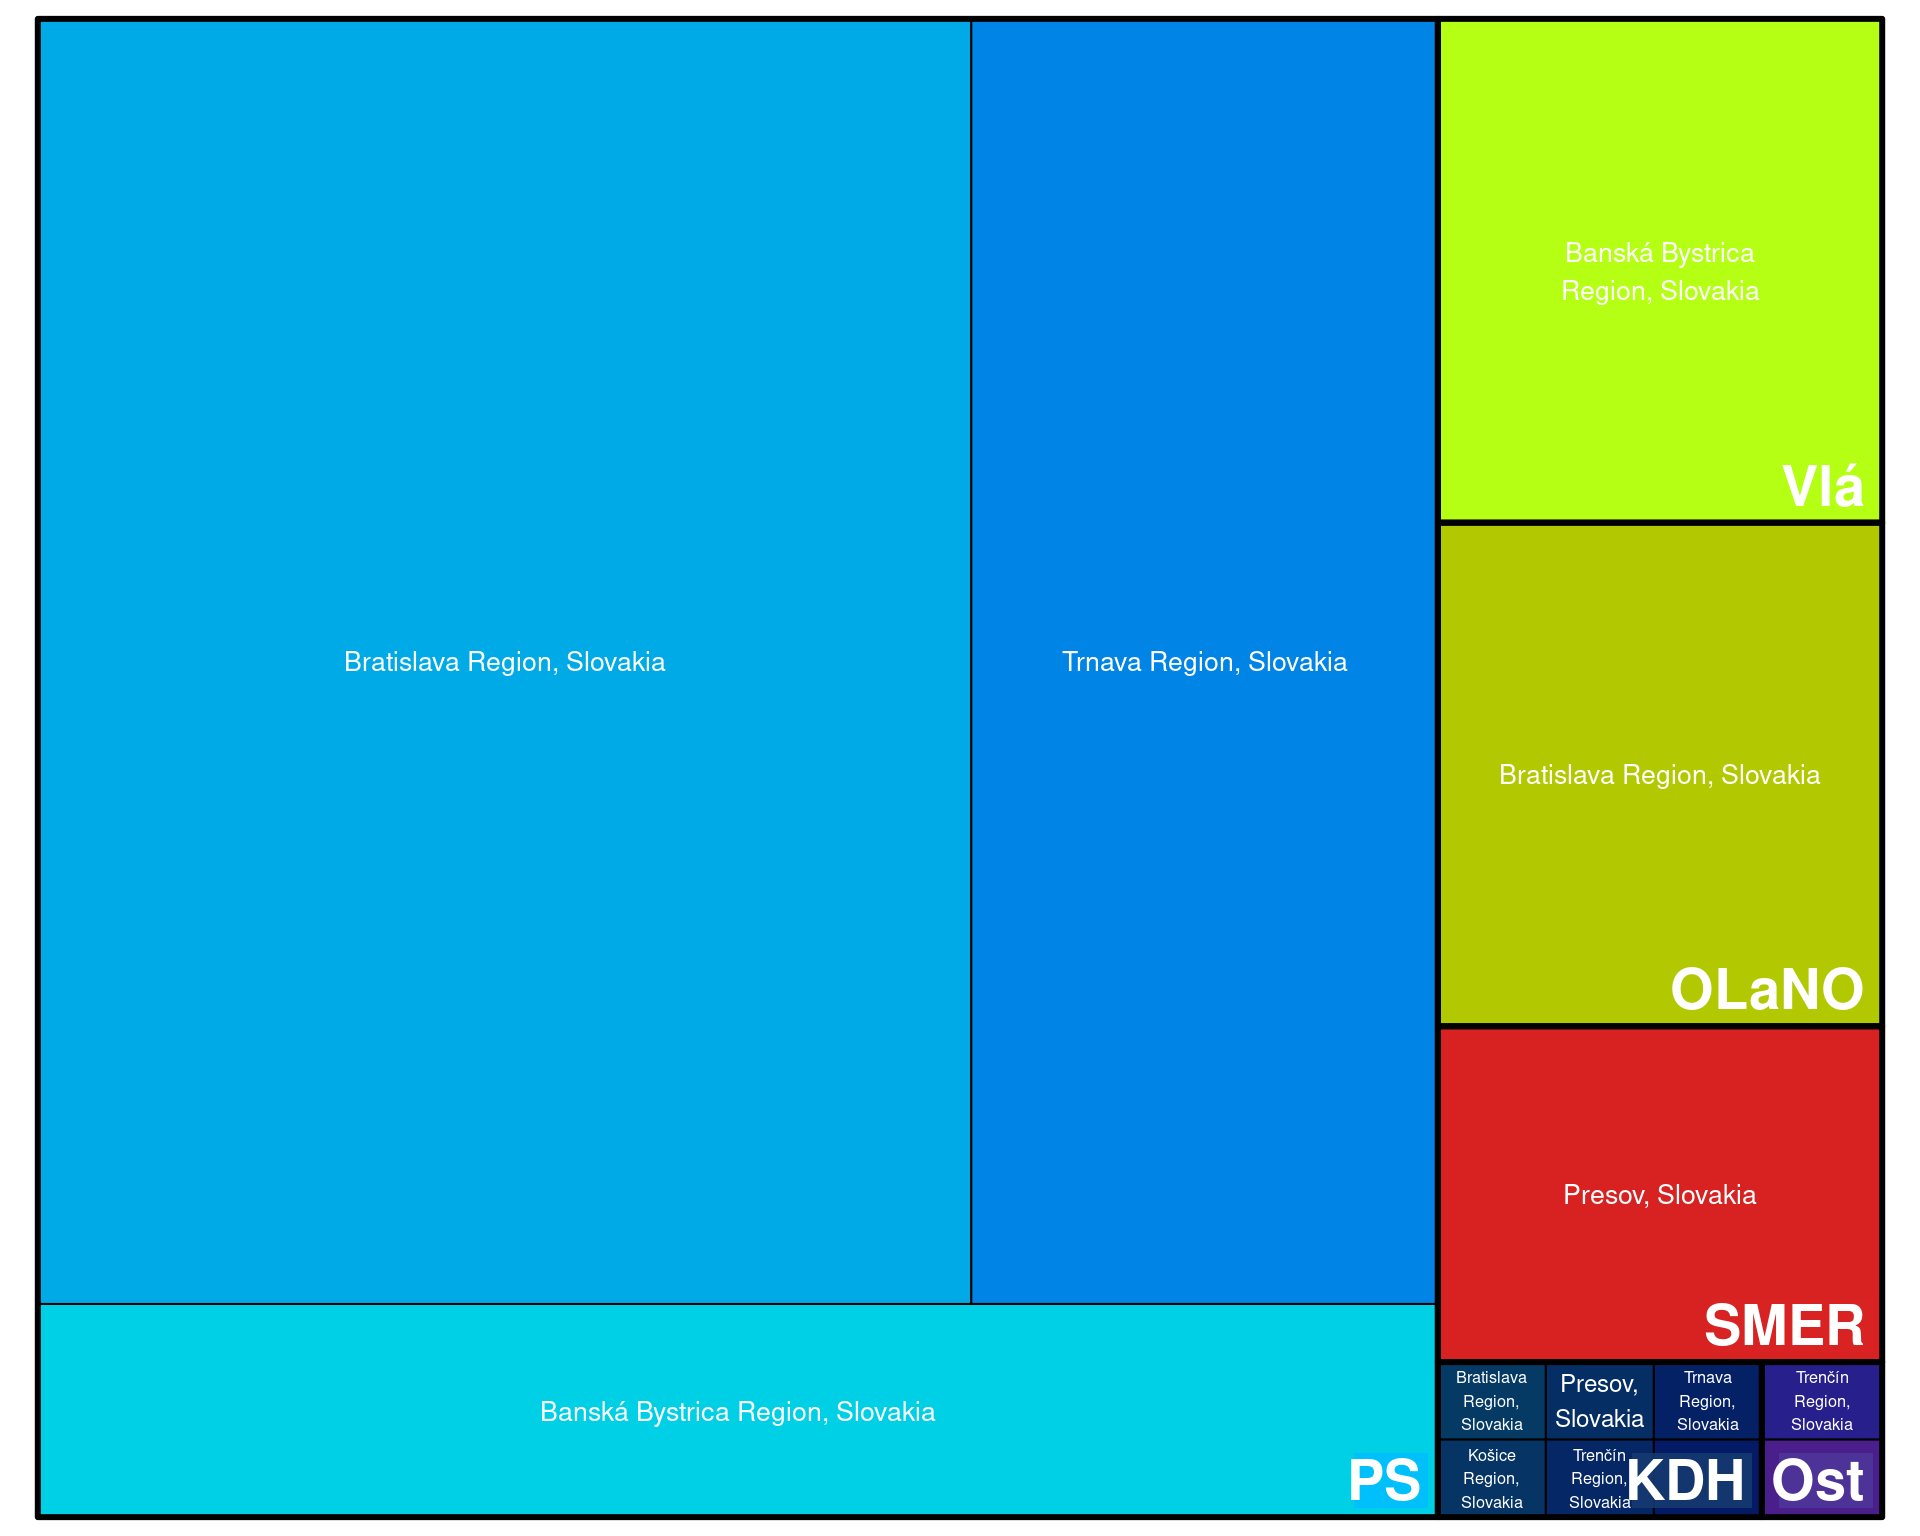 Bratislava Region, Slovakia
Trnava Region, Slovakia
Banská Bystrica Region, Slovakia
PS
Banská Bystrica
Region, Slovakia
Vlá
Bratislava Region, Slovakia
OLaNO
Presov, Slovakia
SMER
Bratislava
Region,
Slovakia
Presov,
Slovakia
Trnava
Region,
Slovakia
Košice
Region,
Slovakia
Trenčín
Region,
Slovakia
KDH
Trenčín
Region,
Slovakia
Ost